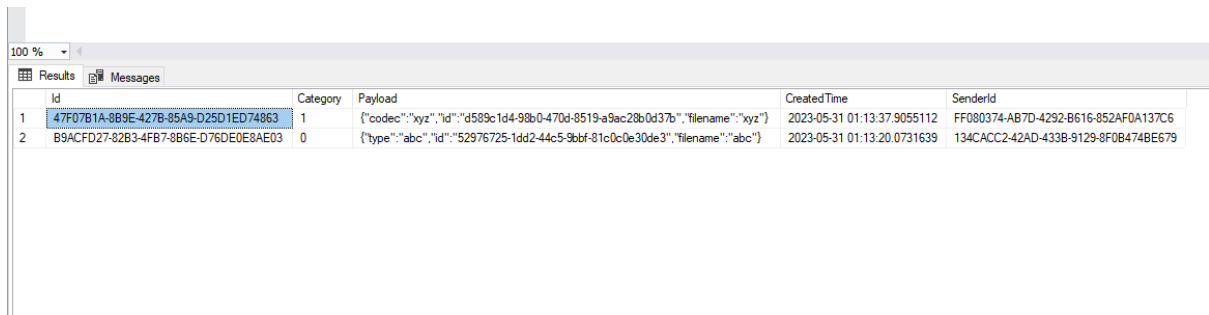 100 %
Results Messages
Id Category Payload CreatedTime SenderId
1 47F07B1A-8B9E-427B-85A9-D25D1ED74863 1 {"codec":"xyz","id":"d589c1d4-98b0-470d-8519-a9ac28b0d37b","filename":"xyz"} 2023-05-31 01:13:37.9055112 FF080374-AB7D-4292-B616-852AF0A137C6
2 B9ACFD27-82B3-4FB7-8B6E-D76DE0E8AE03 0 {"type":"abc","id":"52976725-1dd2-44c5-9bbf-81c0c0e30de3","filename":"abc"} 2023-05-31 01:13:20.0731639 134CACC2-42AD-433B-9129-8F0B474BE679